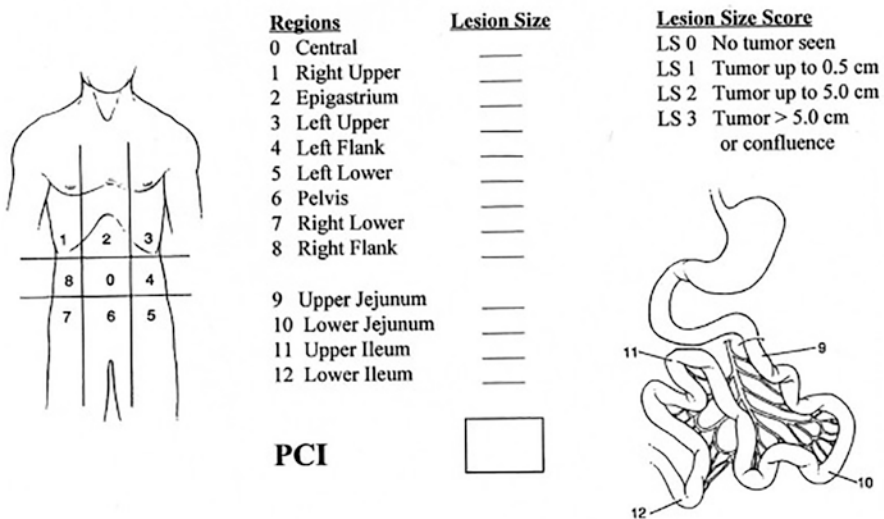 Regions
Lesion Size
0 Central
1 Right Upper
2 Epigastrium
3 Left Upper
4 Left Flank
5 Left Lower
6 Pelvis
7 Right Lower
8 Right Flank
9 Upper Jejunum
10 Lower Jejunum
11 Upper Ileum
12 Lower Ileum
PCI
Lesion Size Score
LS 0 No tumor seen
LS 1 Tumor up to 0.5 cm
LS 2 Tumor up to 5.0 cm
LS 3 Tumor > 5.0 cm
or confluence
1 2 3
8 0 4
7 6 5
11
9
10
12